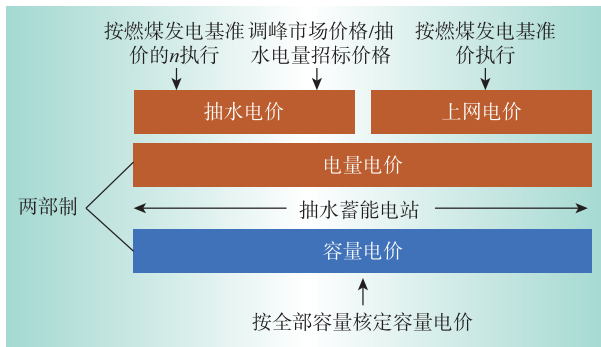 按燃煤发电基准
价的n执行
调峰市场价格/抽
水电量招标价格
按燃煤发电基准
价执行
抽水电价
上网电价
电量电价
两部制
抽水蓄能电站
容量电价
按全部容量核定容量电价